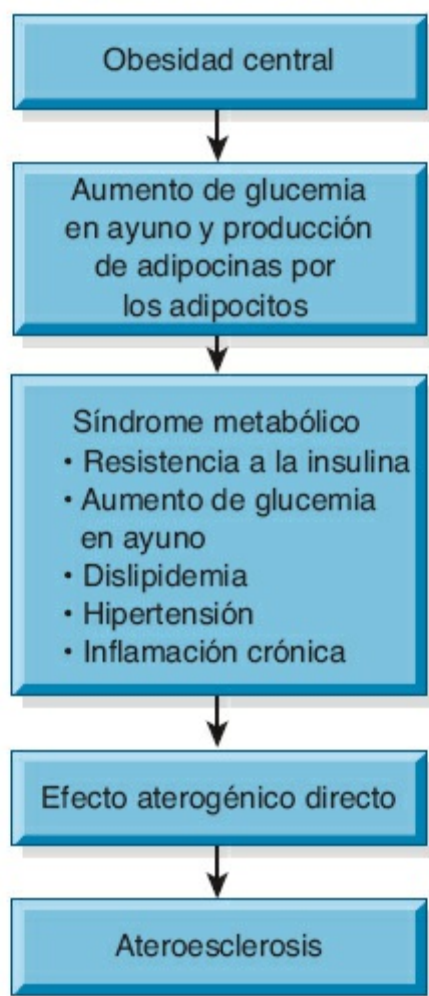 Obesidad central
Aumento de glucemia
en ayuno y producción
de adipocinas por
los adipocitos
Síndrome metabólico
• Resistencia a la insulina
• Aumento de glucemia
en ayuno
• Dislipidemia
• Hipertensión
• Inflamación crónica
Efecto aterogénico directo
Ateroesclerosis